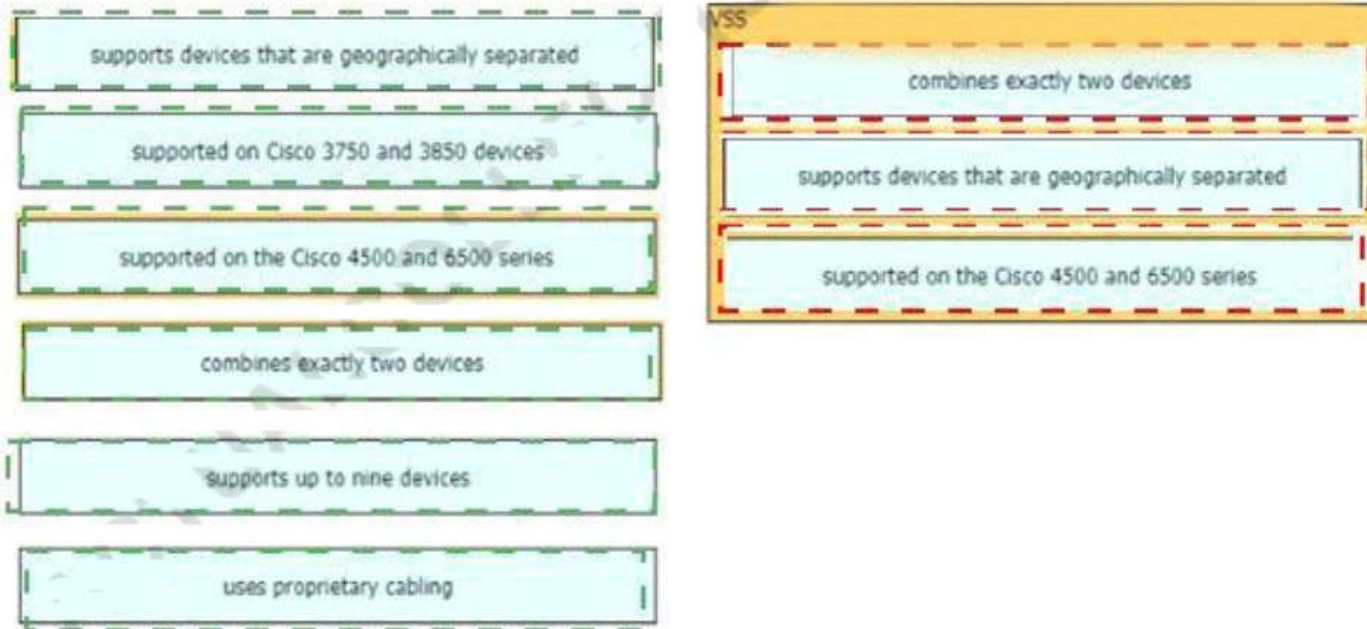 supports devices that are geographically separated
supported on Cisco 3750 and 3850 devices
supported on the Cisco 4500 and 6500 series
combines exactly two devices
supports up to nine devices
uses proprietary cabling
VSS
combines exactly two devices
supports devices that are geographically separated
supported on the Cisco 4500 and 6500 series